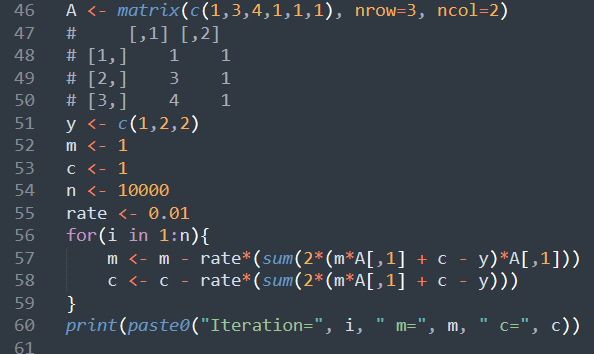 46 A <- matrix(c(1,3,4,1,1,1), nrow=3, ncol=2)
47 #      [,1] [,2]
48 # [1,]    1    1
49 # [2,]    3    1
50 # [3,]    4    1
51 y <- c(1,2,2)
52 m <- 1
53 c <- 1
54 n <- 10000
55 rate <- 0.01
56 for(i in 1:n){
57     m <- m - rate*(sum(2*(m*A[,1] + c - y)*A[,1]))
58     c <- c - rate*(sum(2*(m*A[,1] + c - y)))
59 }
60 print(paste0("Iteration=", i, " m=", m, " c=", c))
61